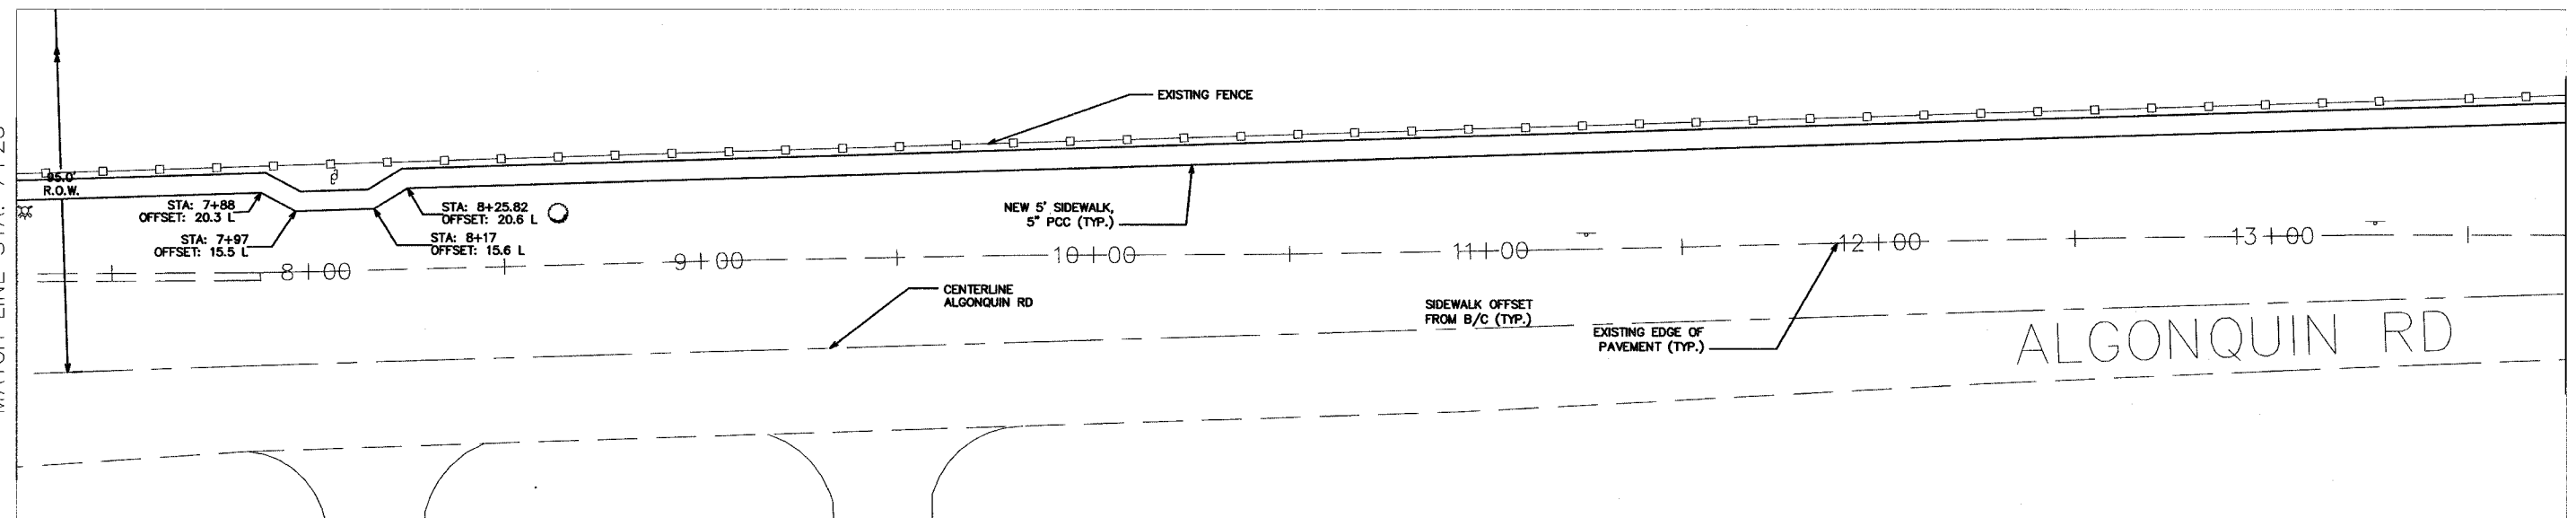 EXISTING FENCE
95.0'
R.O.W.
STA: 7+88
OFFSET: 20.3 L
STA: 8+25.82
OFFSET: 20.6 L
NEW 5' SIDEWALK,
5" PCC (TYP.)
STA: 7+97
OFFSET: 15.5 L
STA: 8+17
OFFSET: 15.6 L
8+00
9+00
10+00
11+00
12+00
13+00
CENTERLINE
ALGONQUIN RD
SIDEWALK OFFSET
FROM B/C (TYP.)
EXISTING EDGE OF
PAVEMENT (TYP.)
ALGONQUIN RD